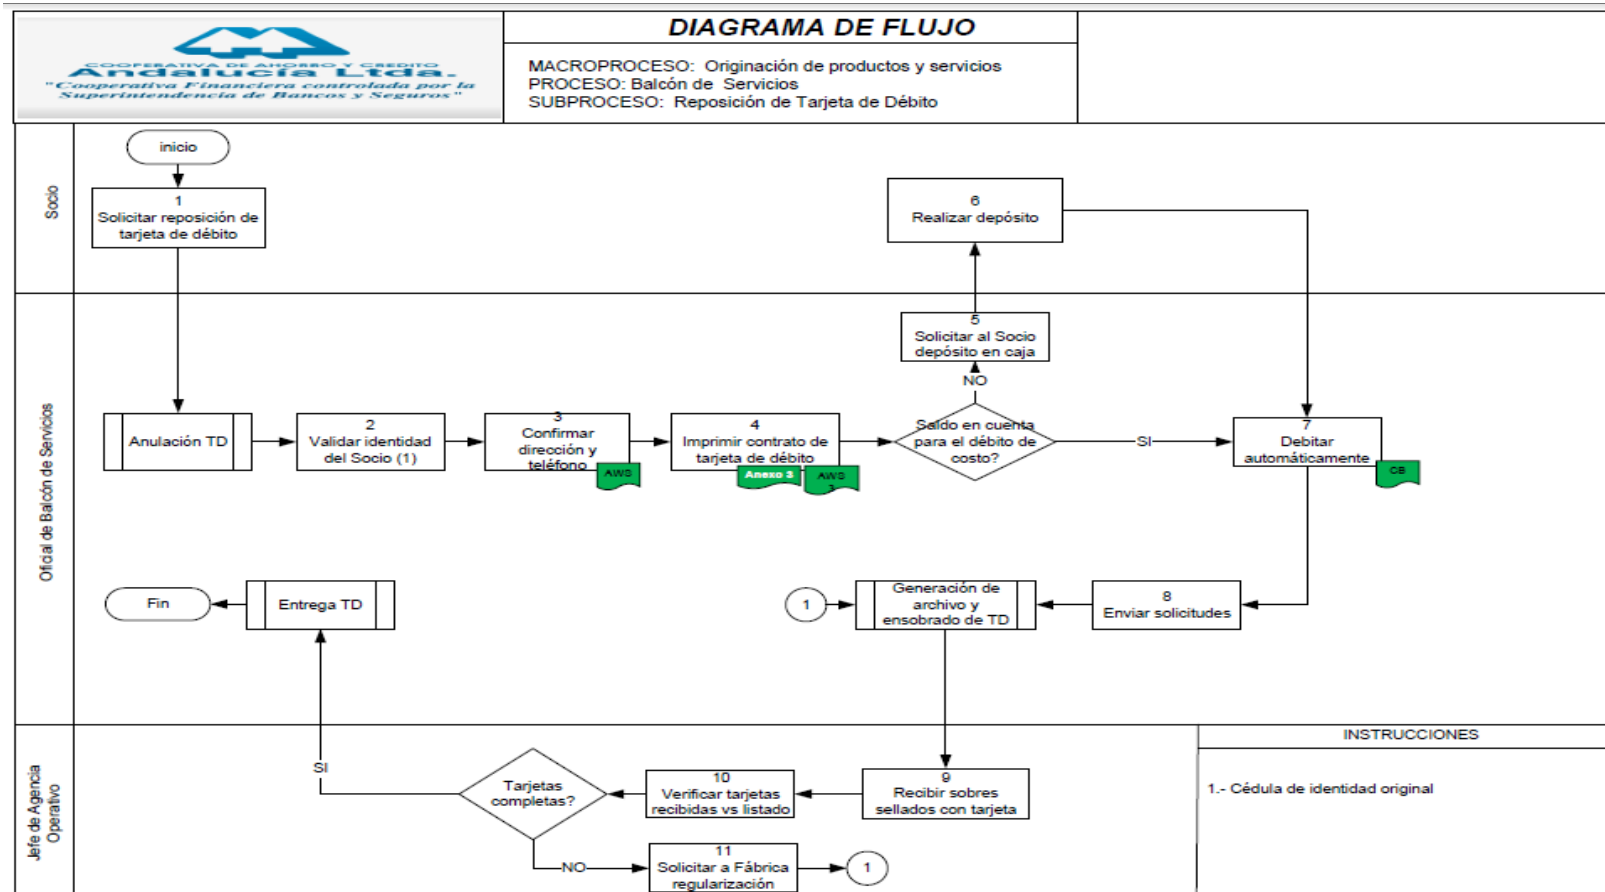 COOPERATIVA DE AHORRO Y CREDITO
Andalucía Ltda.
"Cooperativa Financiera controlada por la
Superintendencia de Bancos y Seguros"
DIAGRAMA DE FLUJO
MACROPROCESO: Originación de productos y servicios
PROCESO: Balcón de Servicios
SUBPROCESO: Reposición de Tarjeta de Débito
Socio
inicio
1
Solicitar reposición de
tarjeta de débito
6
Realizar depósito
Oficial de Balcón de Servicios
5
Solicitar al Socio
depósito en caja
NO
Anulación TD
2
Validar identidad
del Socio (1)
3
Confirmar
dirección y
teléfono
AWS
4
Imprimir contrato de
tarjeta de débito
Anexo 3
AWS
3
Saldo en cuenta
para el débito de
costo?
SI
7
Debitar
automáticamente
CB
Fin
Entrega TD
1
Generación de
archivo y
ensobrado de TD
8
Enviar solicitudes
Jefe de Agencia
Operativo
SI
Tarjetas
completas?
10
Verificar tarjetas
recibidas vs listado
9
Recibir sobres
sellados con tarjeta
NO
11
Solicitar a Fábrica
regularización
1
INSTRUCCIONES
1.- Cédula de identidad original